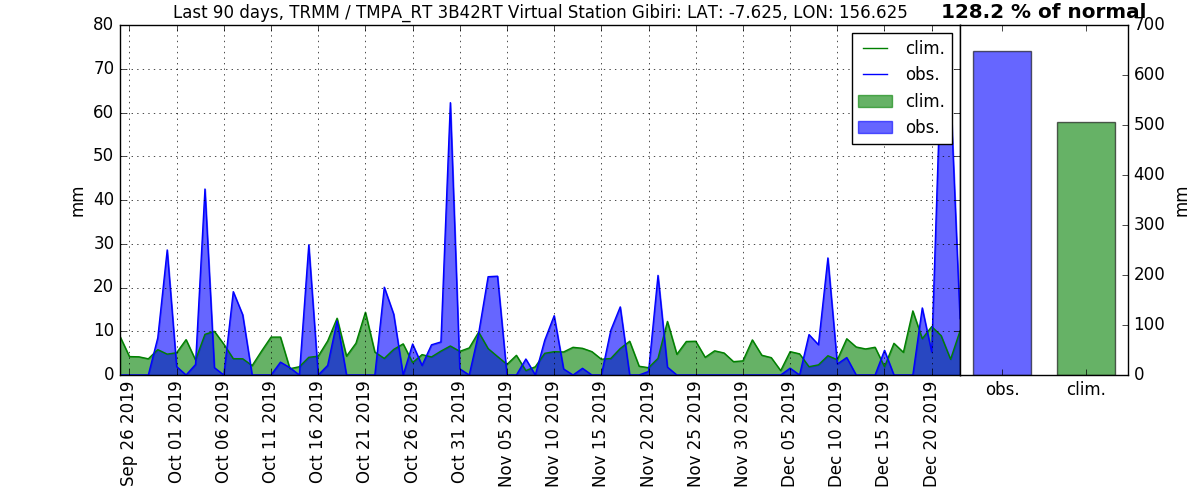 Last 90 days, TRMM / TMPA_RT 3B42RT Virtual Station Gibiri: LAT: -7.625, LON: 156.625
128.2 % of normal
80
70
60
50
40
30
20
10
0
mm
clim.
obs.
clim.
obs.
700
600
500
400
300
200
100
0
mm
Sep 26 2019
Oct 01 2019
Oct 06 2019
Oct 11 2019
Oct 16 2019
Oct 21 2019
Oct 26 2019
Oct 31 2019
Nov 05 2019
Nov 10 2019
Nov 15 2019
Nov 20 2019
Nov 25 2019
Nov 30 2019
Dec 05 2019
Dec 10 2019
Dec 15 2019
Dec 20 2019
obs.
clim.